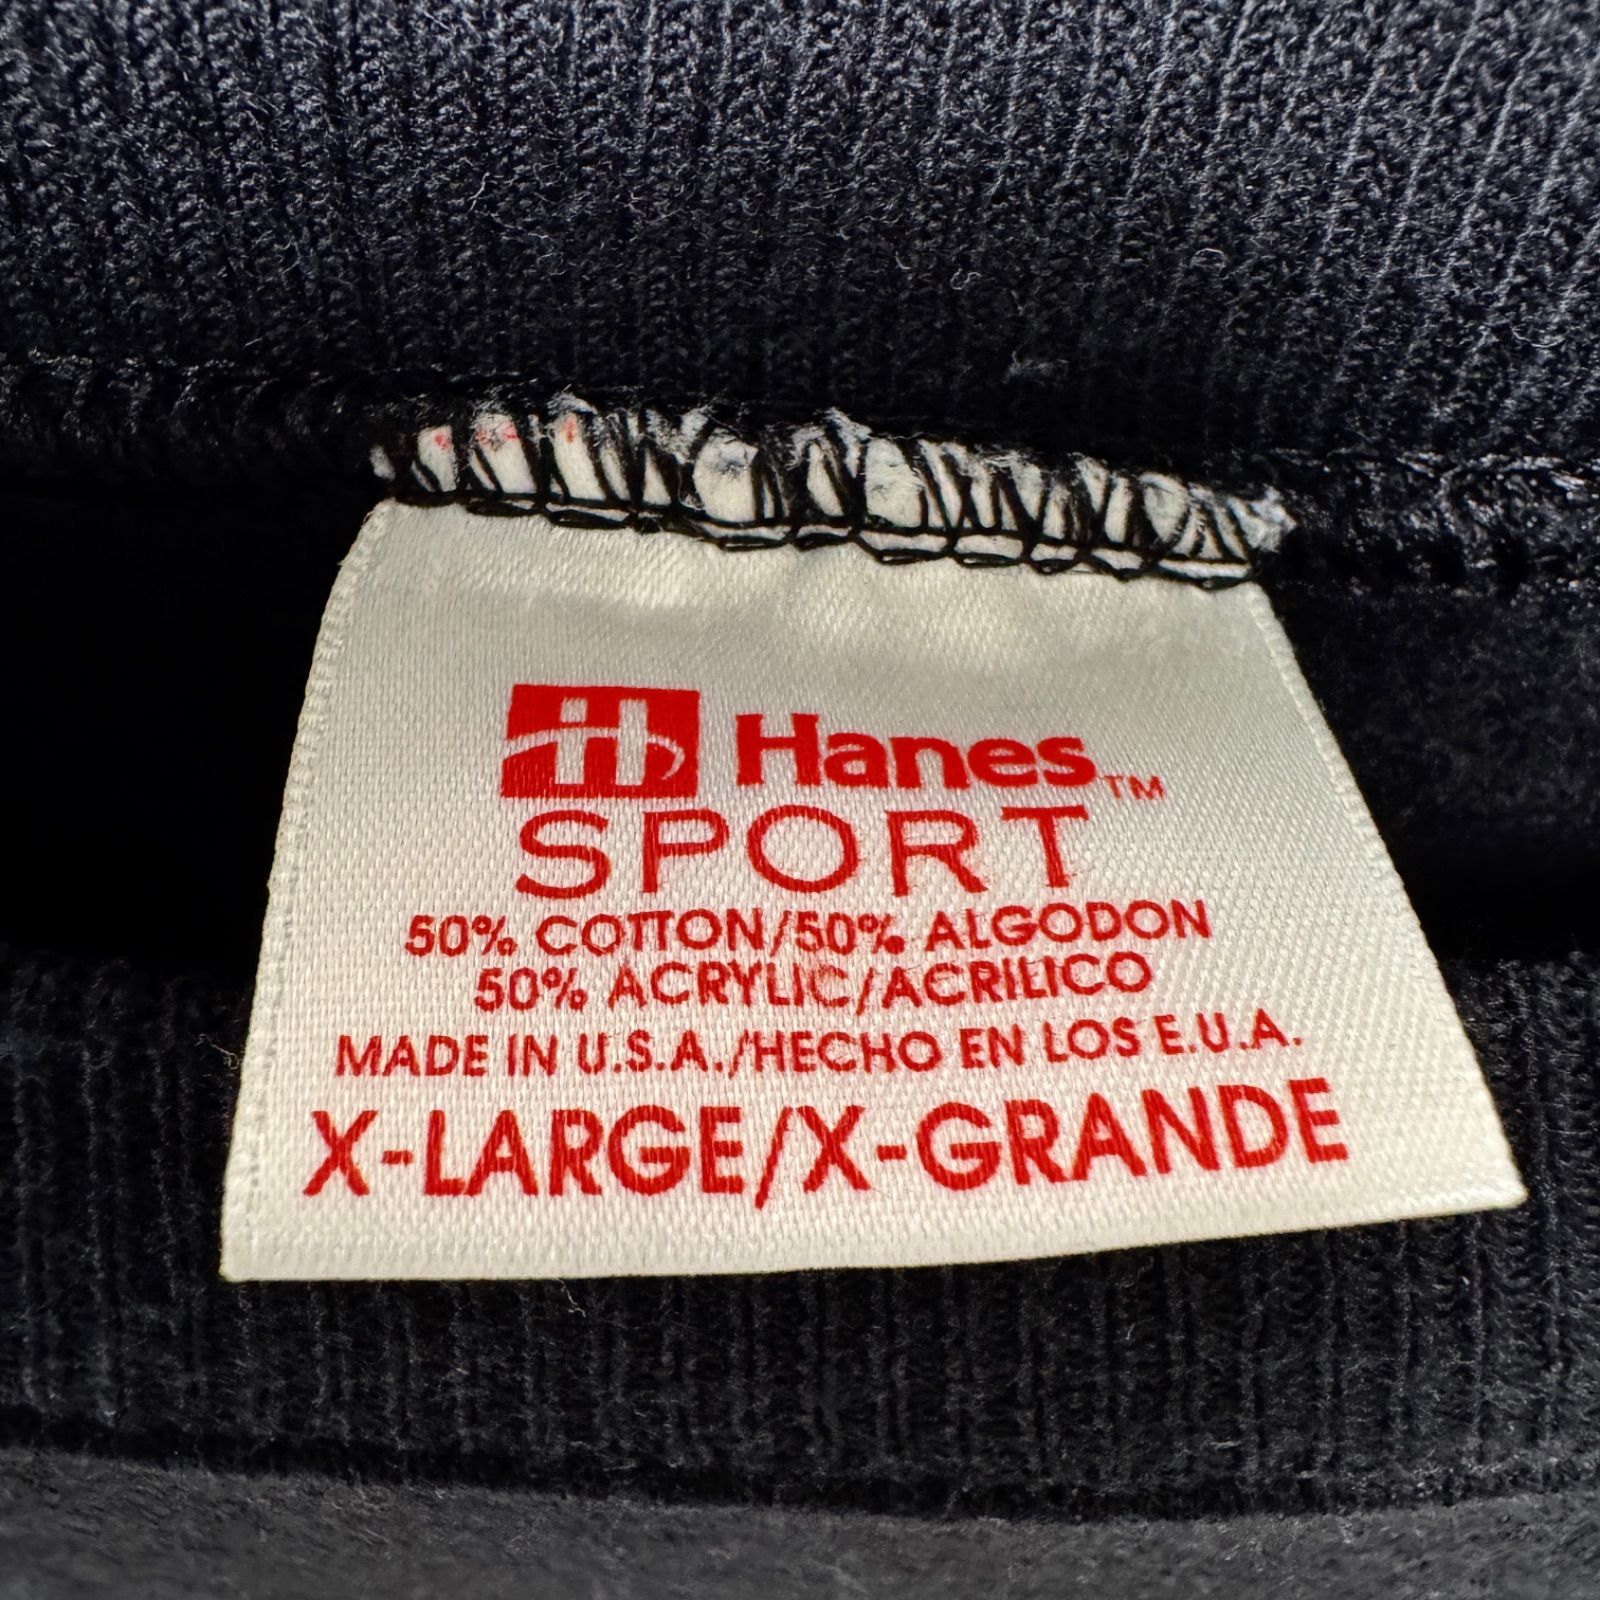 Hanes™
SPORT
50% COTTON/50% ALGODON
50% ACRYLIC/ACRILICO
MADE IN U.S.A./HECHO EN LOS E.U.A.
X-LARGE/X-GRANDE